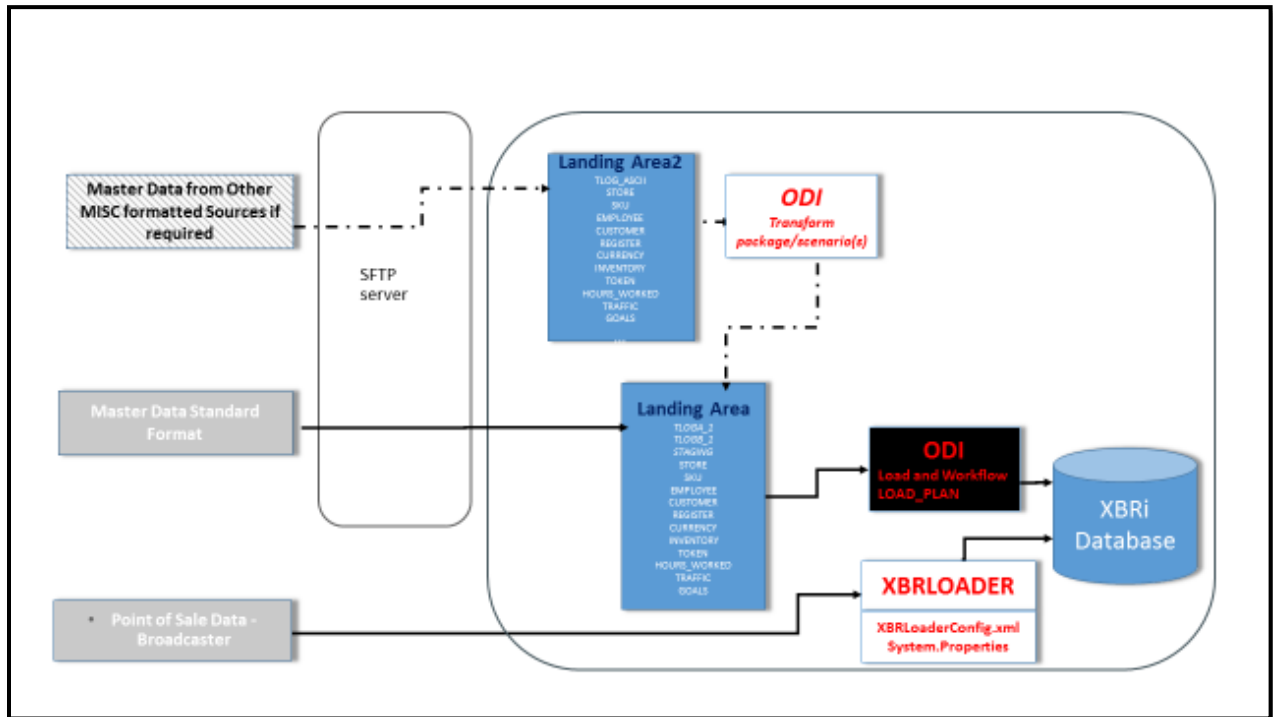 Master Data from Other
MISC formatted Sources if
required
SFTP
server
Landing Area2
TLOG_ASCII
STORE
SKU
EMPLOYEE
CUSTOMER
REGISTER
CURRENCY
INVENTORY
TOKEN
HOURS_WORKED
TRAFFIC
GOALS
...
ODI
Transform
package/scenario(s)
Master Data Standard
Format
Landing Area
TLOGA_2
TLOGB_2
STAGING
STORE
SKU
EMPLOYEE
CUSTOMER
REGISTER
CURRENCY
INVENTORY
TOKEN
HOURS_WORKED
TRAFFIC
GOALS
ODI
Load and Workflow
LOAD_PLAN
XBRi
Database
• Point of Sale Data -
Broadcaster
XBRLOADER
XBRLoaderConfig.xml
System.Properties